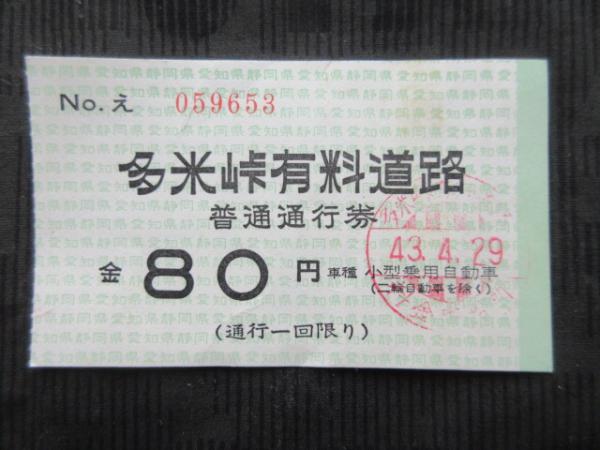 No. え 059653
多米峠有料道路
普通通行券
43.4.29
金 80 円 車種 小型乗用自動車
(二輪自動車を除く)
(通行一回限り)